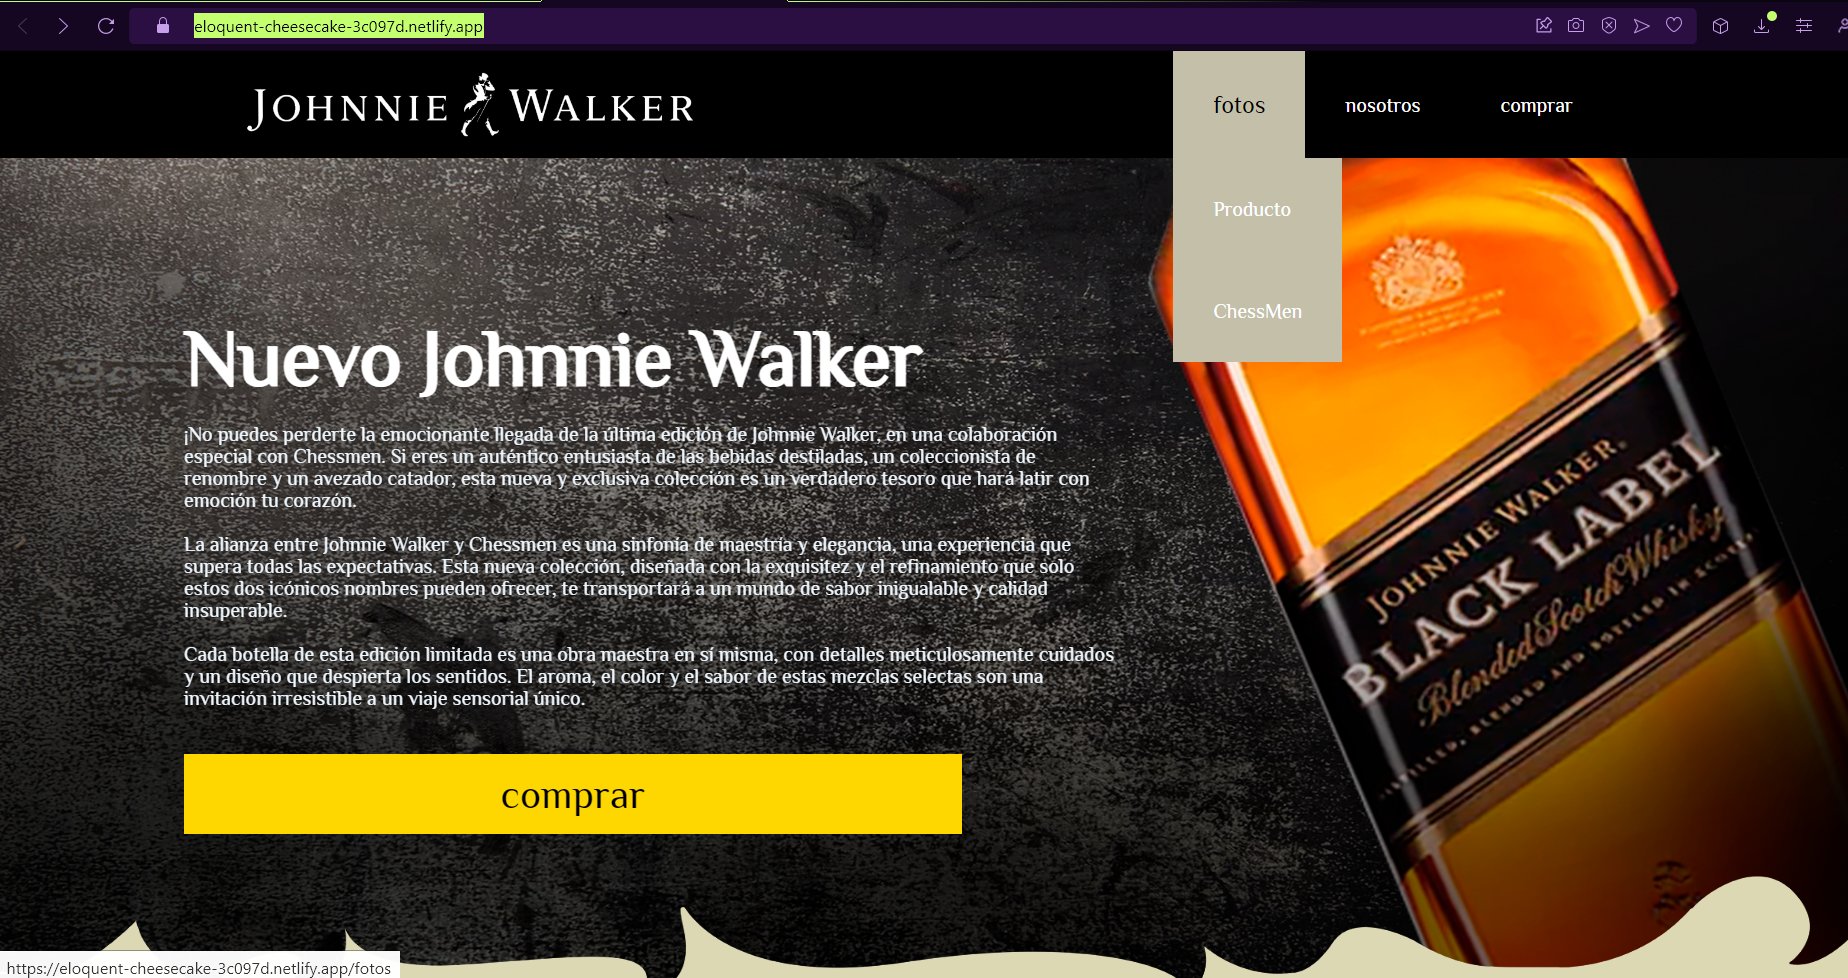 eloquent-cheesecake-3c097d.netlify.app
JOHNNIE WALKER
fotos
nosotros
comprar
Producto
ChessMen
Nuevo Johnnie Walker
¡No puedes perderte la emocionante llegada de la última edición de Johnnie Walker, en una colaboración
especial con Chessmen. Si eres un auténtico entusiasta de las bebidas destiladas, un coleccionista de
renombre y un avezado catador, esta nueva y exclusiva colección es un verdadero tesoro que hará latir con
emoción tu corazón.
La alianza entre Johnnie Walker y Chessmen es una sinfonía de maestría y elegancia, una experiencia que
supera todas las expectativas. Esta nueva colección, diseñada con la exquisitez y el refinamiento que solo
estos dos icónicos nombres pueden ofrecer, te transportará a un mundo de sabor inigualable y calidad
insuperable.
Cada botella de esta edición limitada es una obra maestra en sí misma, con detalles meticulosamente cuidados
y un diseño que despierta los sentidos. El aroma, el color y el sabor de estas mezclas selectas son una
invitación irresistible a un viaje sensorial único.
comprar
JOHNNIE WALKER.
BLACK LABEL
Blended Scotch Whisky
DISTILLED, BLENDED AND BOTTLED IN
https://eloquent-cheesecake-3c097d.netlify.app/fotos